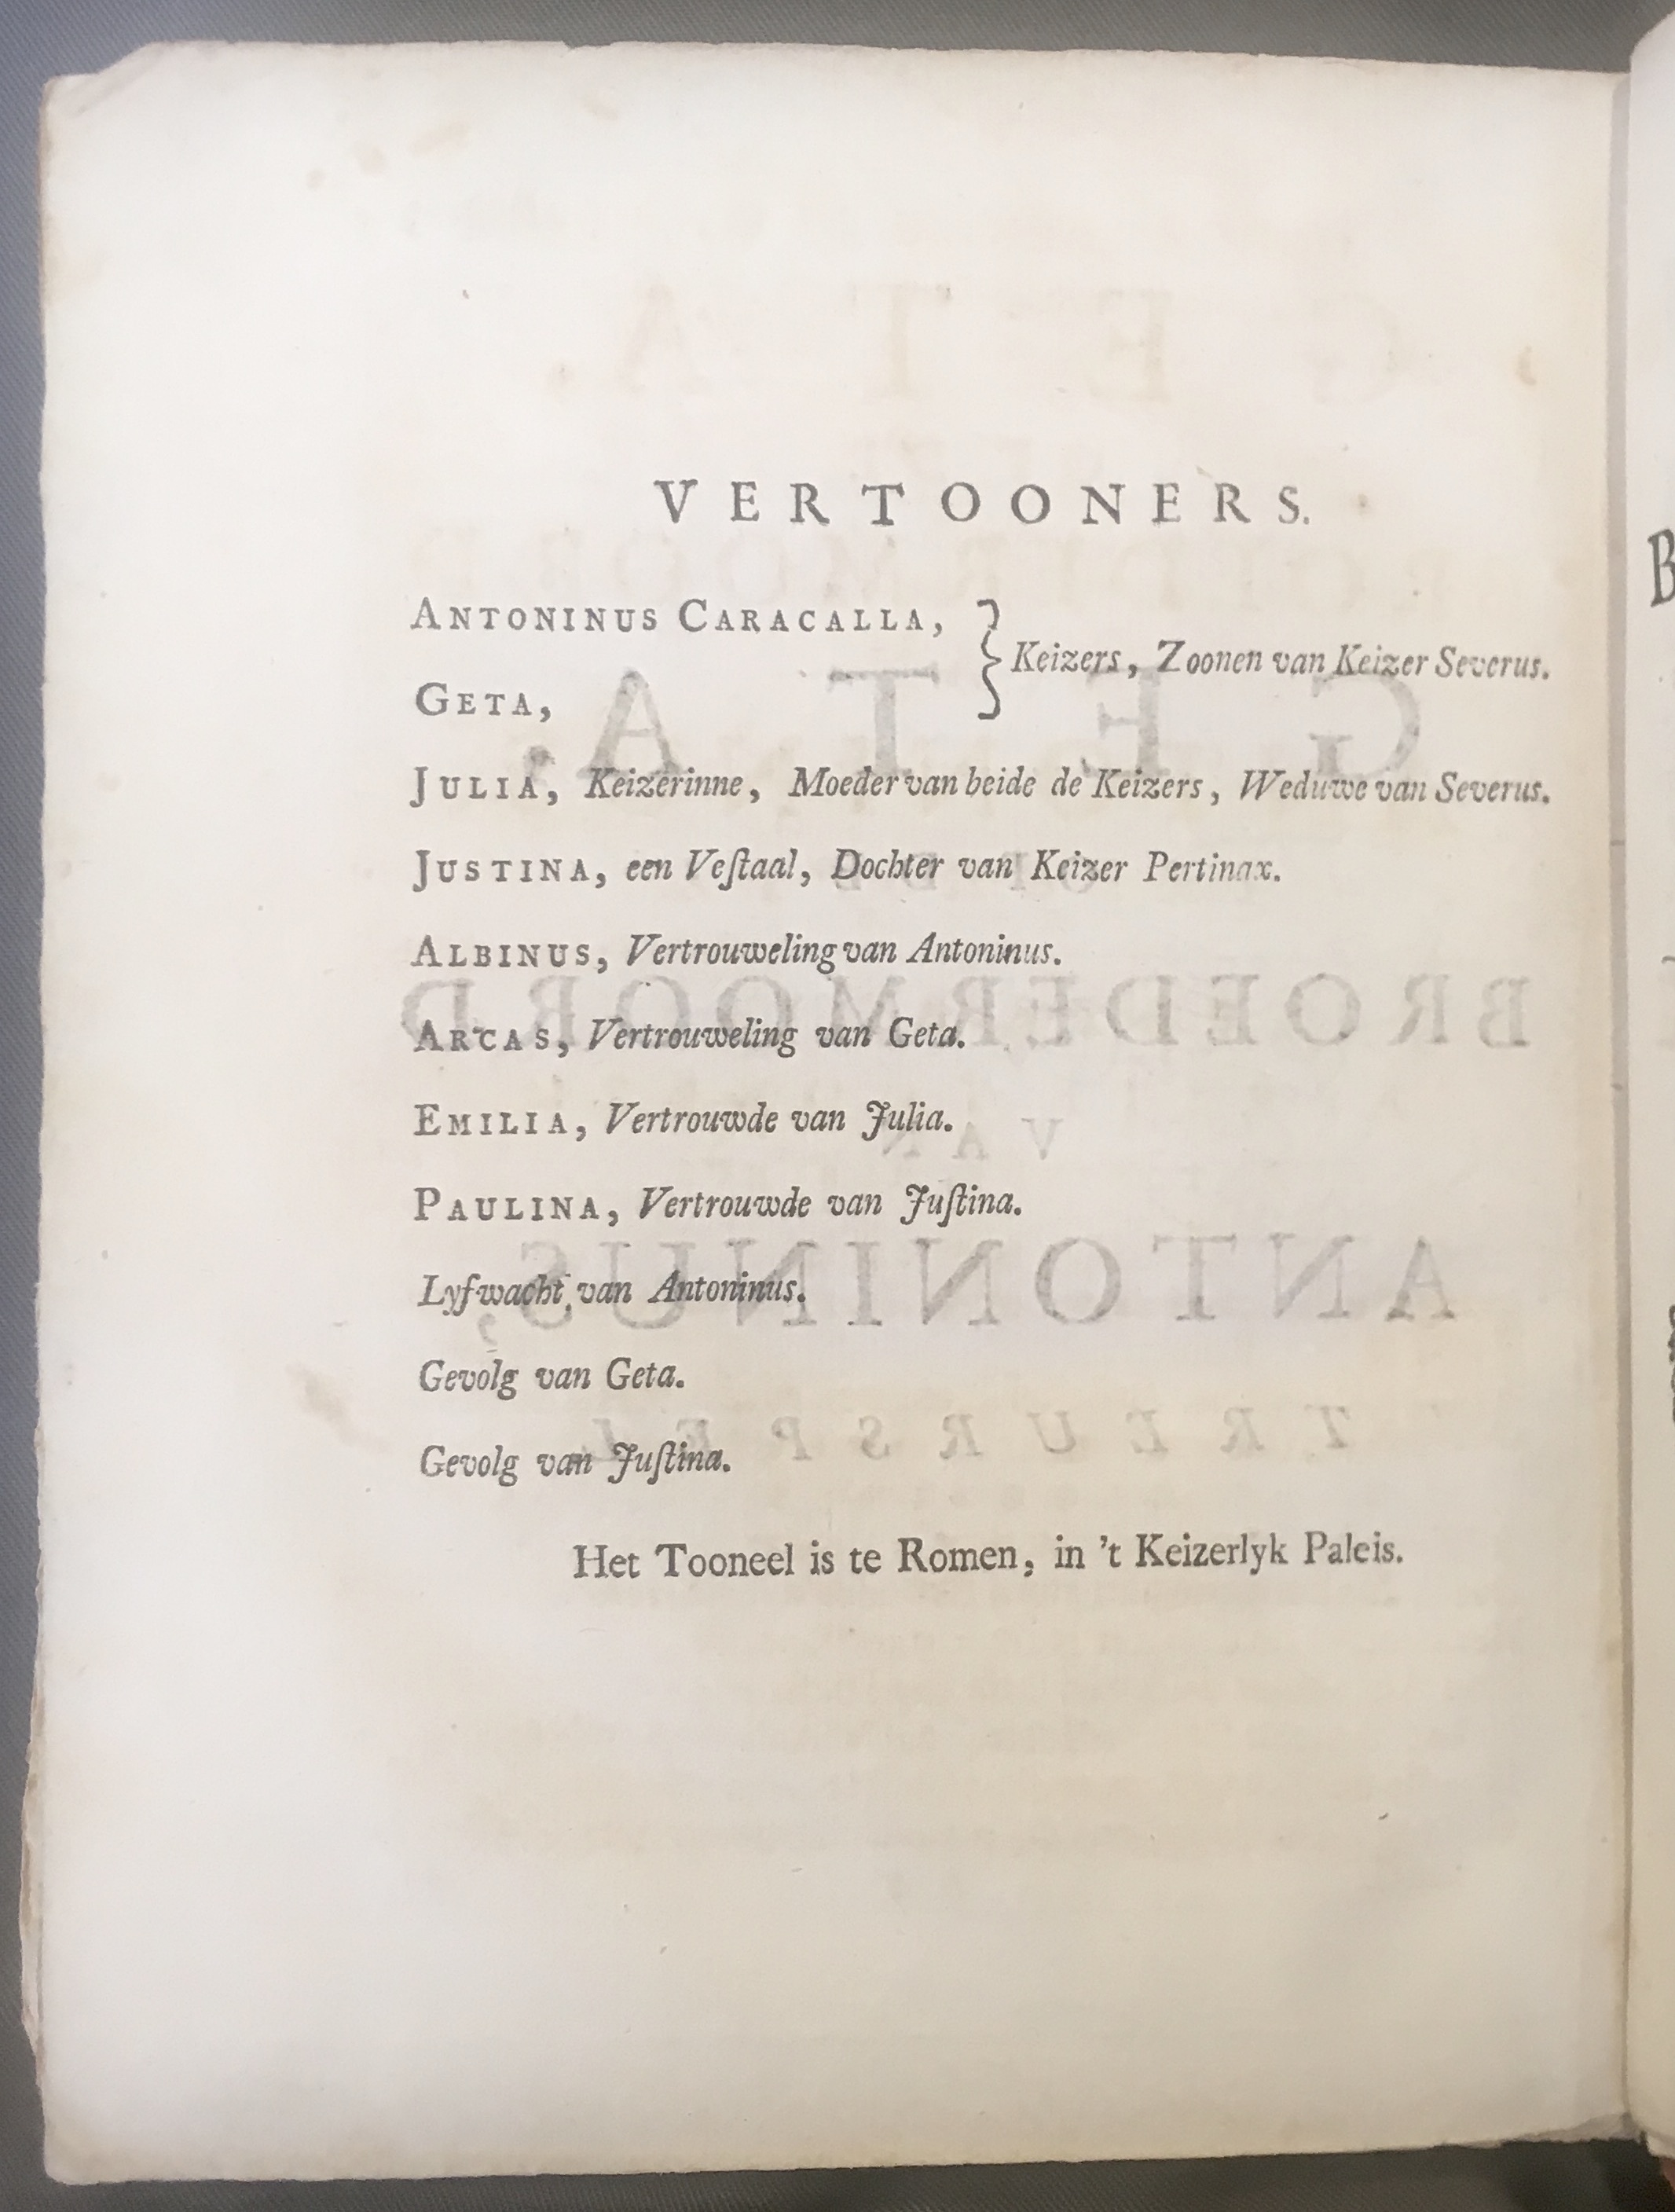 VERTOONERS.
ANTONINUS CARACALLA,
} Keizers, Zoonen van Keizer Severus.
GETA,
JULIA, Keizerinne, Moeder van beide de Keizers, Weduwe van Severus.
JUSTINA, een Veſtaal, Dochter van Keizer Pertinax.
ALBINUS, Vertrouweling van Antoninus.
ARCAS, Vertrouweling van Geta.
EMILIA, Vertrouwde van Julia.
PAULINA, Vertrouwde van Juſtina.
Lyfwacht van Antoninus.
Gevolg van Geta.
Gevolg van Juſtina.
Het Tooneel is te Romen, in 't Keizerlyk Paleis.